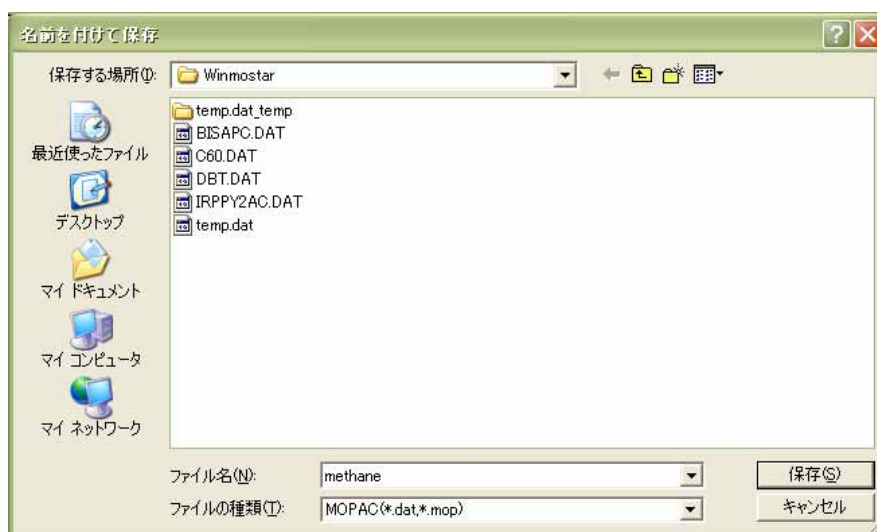 名前を付けて保存
保存する場所(I):
Winmostar
最近使ったファイル
デスクトップ
マイ ドキュメント
マイ コンピュータ
マイ ネットワーク
temp.dat_temp
BISAPC.DAT
C60.DAT
DBT.DAT
IRPPY2AC.DAT
temp.dat
ファイル名(N):
methane
保存(S)
ファイルの種類(T):
MOPAC(*.dat,*.mop)
キャンセル